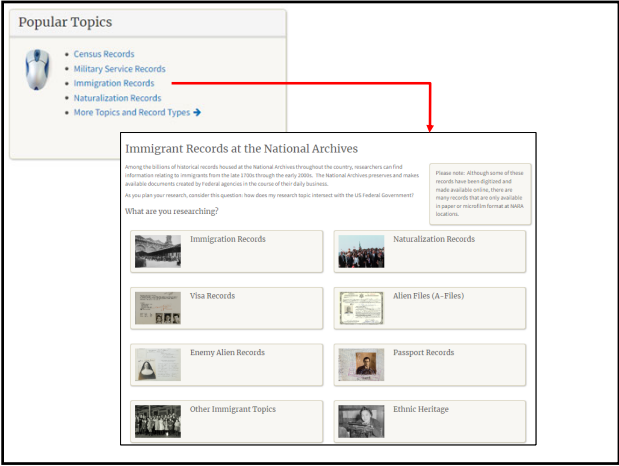 Popular Topics
Census Records
Military Service Records
Immigration Records
Naturalization Records
More Topics and Record Types →
Immigrant Records at the National Archives
Among the billions of historical records housed at the National Archives throughout the country, researchers can find
information relating to immigrants from the late 1700s through the early 2000s. The National Archives preserves and makes
available documents created by Federal agencies in the course of their daily business.
As you plan your research, consider this question: how does my research topic intersect with the US Federal Government?
Please note: Although some of these
records have been digitized and
made available online, there are
many records that are only available
in paper or microfilm format at NARA
locations.
What are you researching?
Immigration Records
Naturalization Records
Visa Records
Alien Files (A-Files)
Enemy Alien Records
Passport Records
Other Immigrant Topics
Ethnic Heritage